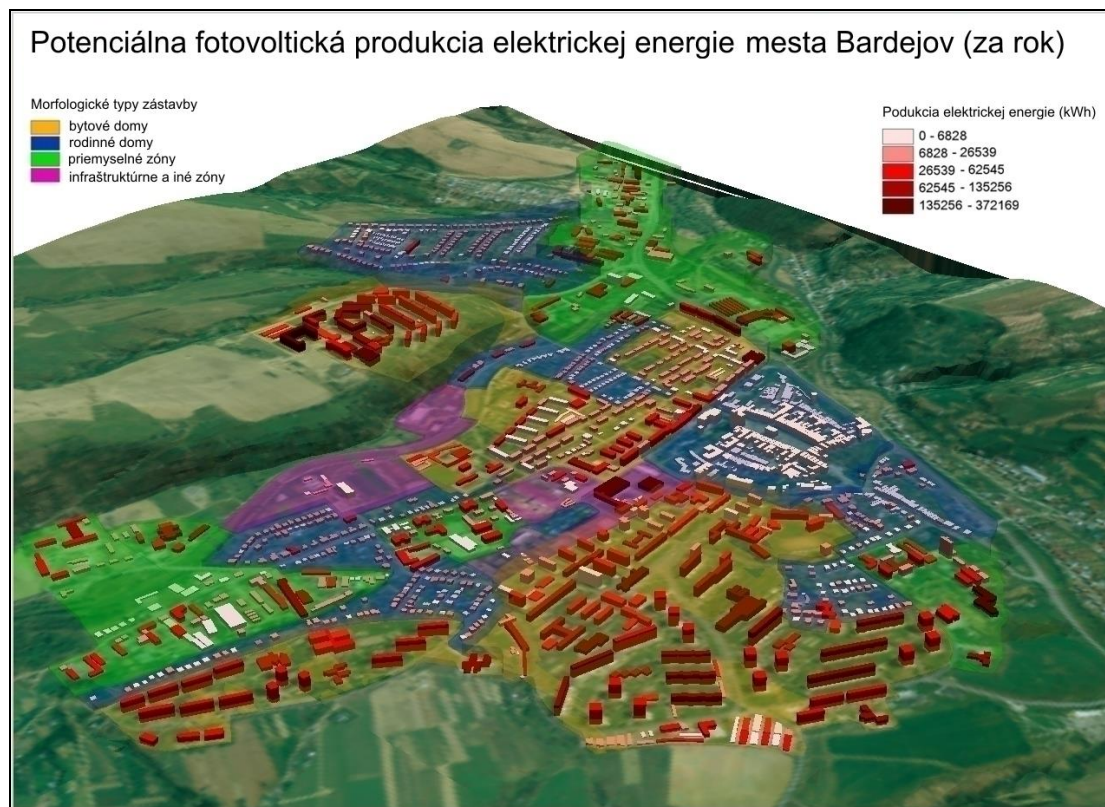 Potenciálna fotovoltická produkcia elektrickej energie mesta Bardejov (za rok)
Morfologické typy zástavby
bytové domy
rodinné domy
priemyselné zóny
infraštruktúrne a iné zóny
Podukcia elektrickej energie (kWh)
0 - 6828
6828 - 26539
26539 - 62545
62545 - 135256
135256 - 372169